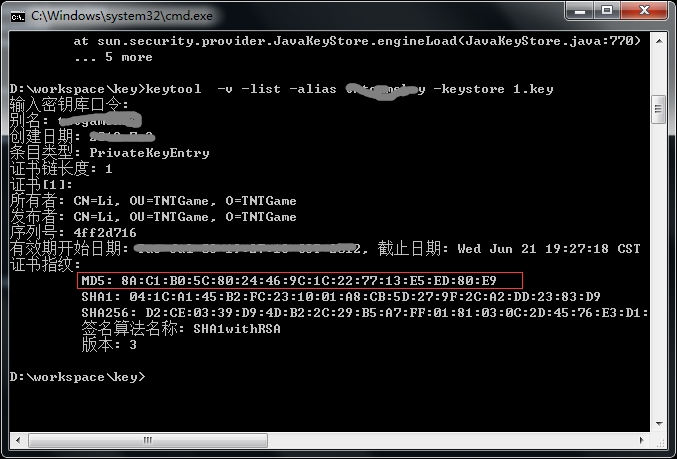 C:\Windows\system32\cmd.exe
at sun.security.provider.JavaKeyStore.engineLoad(JavaKeyStore.java:770)
... 5 more
D:\workspace\key>keytool -v -list -alias -keystore 1.key
输入密钥库口令:
别名:
创建日期:
条目类型: PrivateKeyEntry
证书链长度: 1
证书[1]:
所有者: CN=Li, OU=TNTGame, O=TNTGame
发布者: CN=Li, OU=TNTGame, O=TNTGame
序列号: 4ff2d716
有效期开始日期: 截止日期: Wed Jun 21 19:27:18 CST
证书指纹:
MD5: 8A:C1:B0:5C:80:24:46:9C:1C:22:77:13:E5:ED:80:E9
SHA1: 04:1C:A1:45:B2:FC:23:10:01:A8:CB:5D:27:9F:2C:A2:DD:23:83:D9
SHA256: D2:CE:03:39:D9:4D:B2:2C:29:B5:A7:FF:01:81:03:0C:2D:45:76:E3:D1:
签名算法名称: SHA1withRSA
版本: 3
D:\workspace\key>